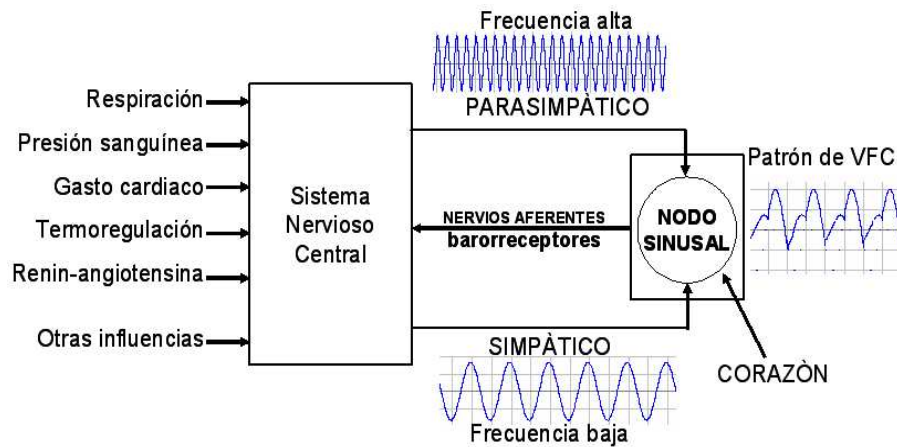 Frecuencia alta
PARASIMPÀTICO
Respiración
Presión sanguínea
Gasto cardiaco
Termoregulación
Renin-angiotensina
Otras influencias
Sistema
Nervioso
Central
NERVIOS AFERENTES
barorreceptores
NODO
SINUSAL
Patrón de VFC
SIMPÀTICO
Frecuencia baja
CORAZÒN